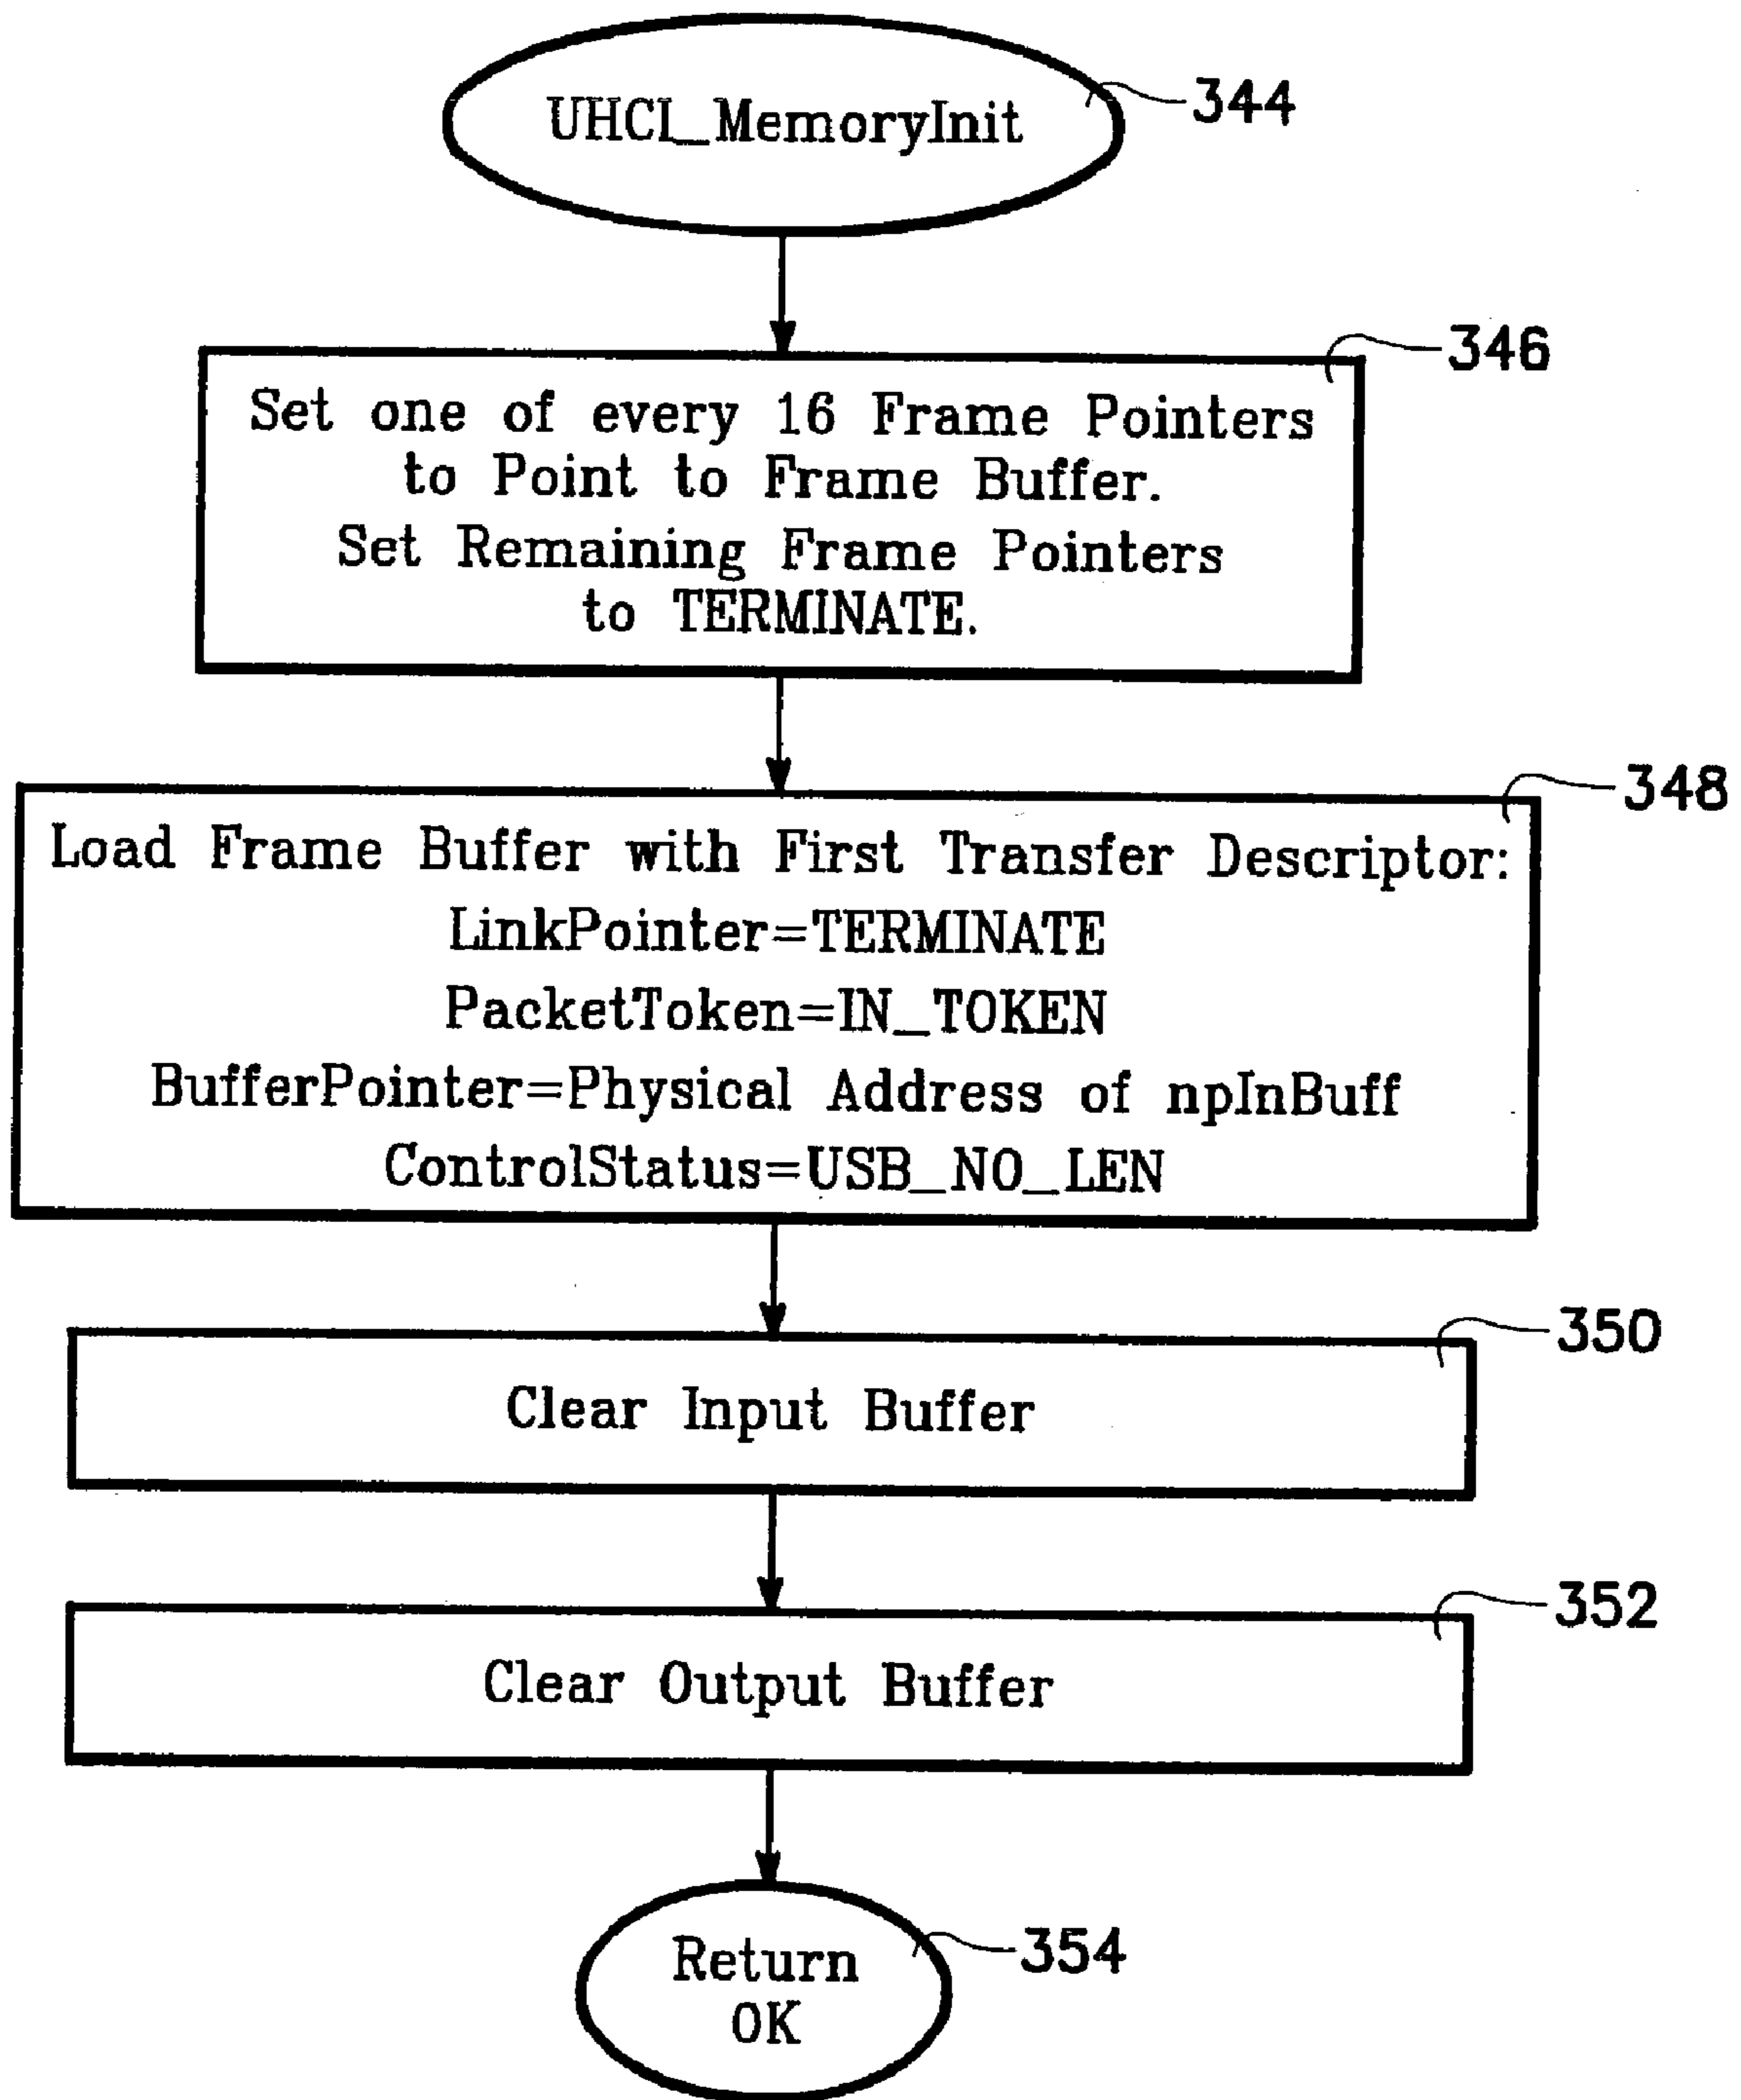 UHCI_MemoryInit
344
346
Set one of every 16 Frame Pointers
to Point to Frame Buffer.
Set Remaining Frame Pointers
to TERMINATE.
348
Load Frame Buffer with First Transfer Descriptor:
LinkPointer=TERMINATE
PacketToken=IN_TOKEN
BufferPointer=Physical Address of npInBuff
ControlStatus=USB_NO_LEN
350
Clear Input Buffer
352
Clear Output Buffer
354
Return
OK